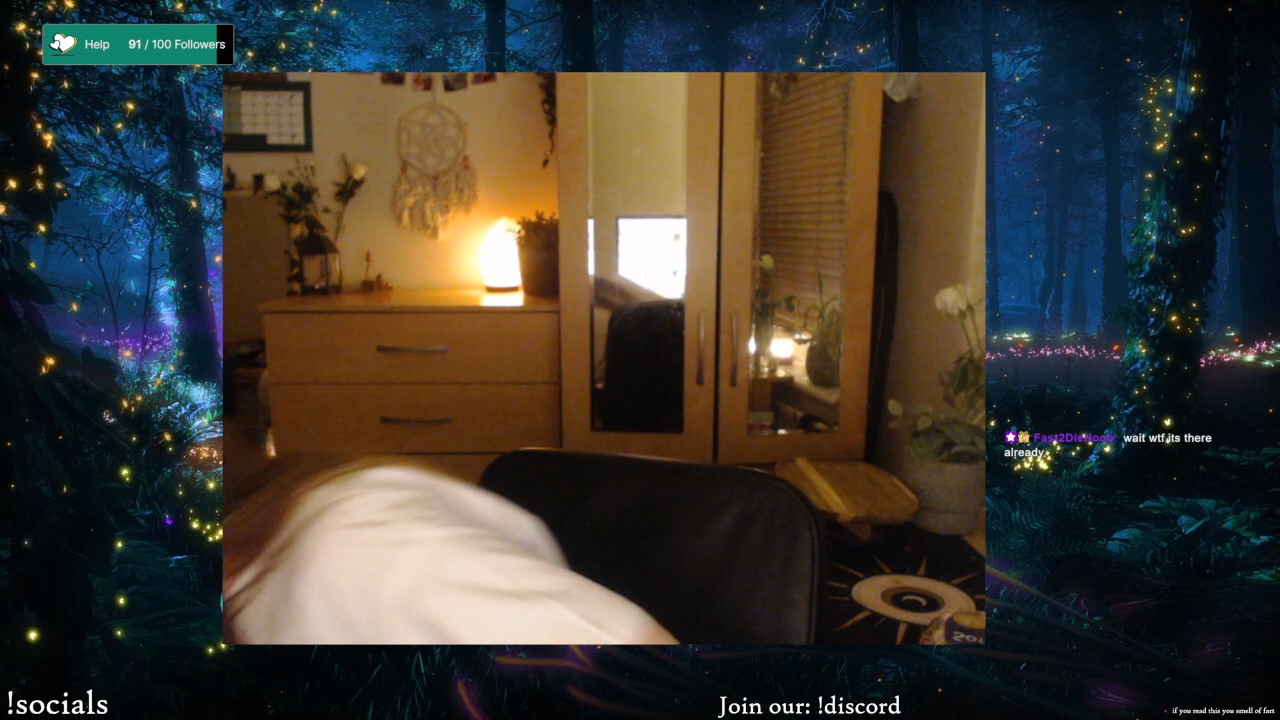 Help 91 / 100 Followers
Fast2DieNoob: wait wtf its there
already
!socials
Join our: !discord
if you read this you smell of fart